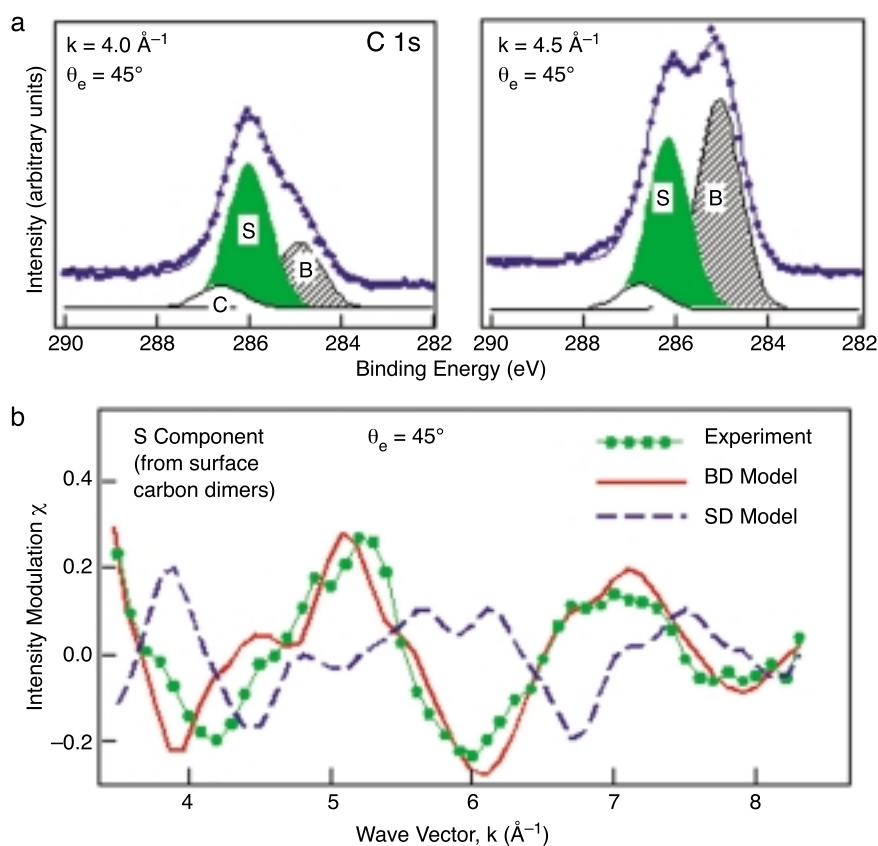 a
k = 4.0 Å⁻¹
θe = 45°
C 1s
S
B
C
k = 4.5 Å⁻¹
θe = 45°
S
B
Intensity (arbitrary units)
290 288 286 284 282
290 288 286 284 282
Binding Energy (eV)
b
S Component
(from surface
carbon dimers)
θe = 45°
Experiment
BD Model
SD Model
0.4
0.2
0.0
–0.2
Intensity Modulation χ
4 5 6 7 8
Wave Vector, k (Å⁻¹)